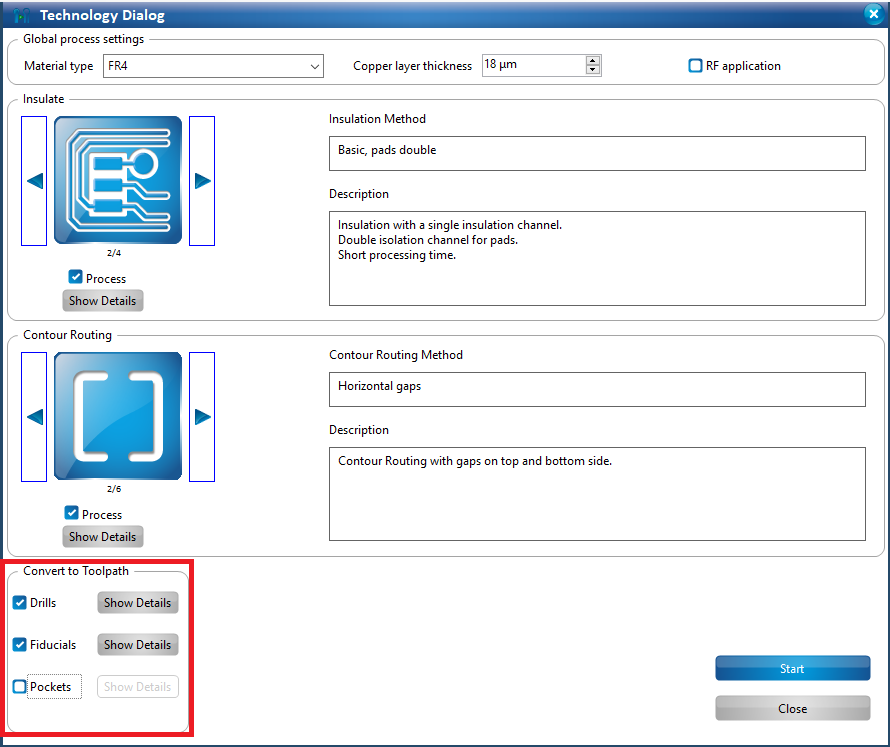 Technology Dialog
Global process settings
Material type FR4 Copper layer thickness 18 µm RF application
Insulate
Insulation Method
Basic, pads double
Description
Insulation with a single insulation channel.
Double isolation channel for pads.
Short processing time.
2/4
Process
Show Details
Contour Routing
Contour Routing Method
Horizontal gaps
Description
Contour Routing with gaps on top and bottom side.
2/6
Process
Show Details
Convert to Toolpath
Drills Show Details
Fiducials Show Details
Pockets Show Details
Start
Close